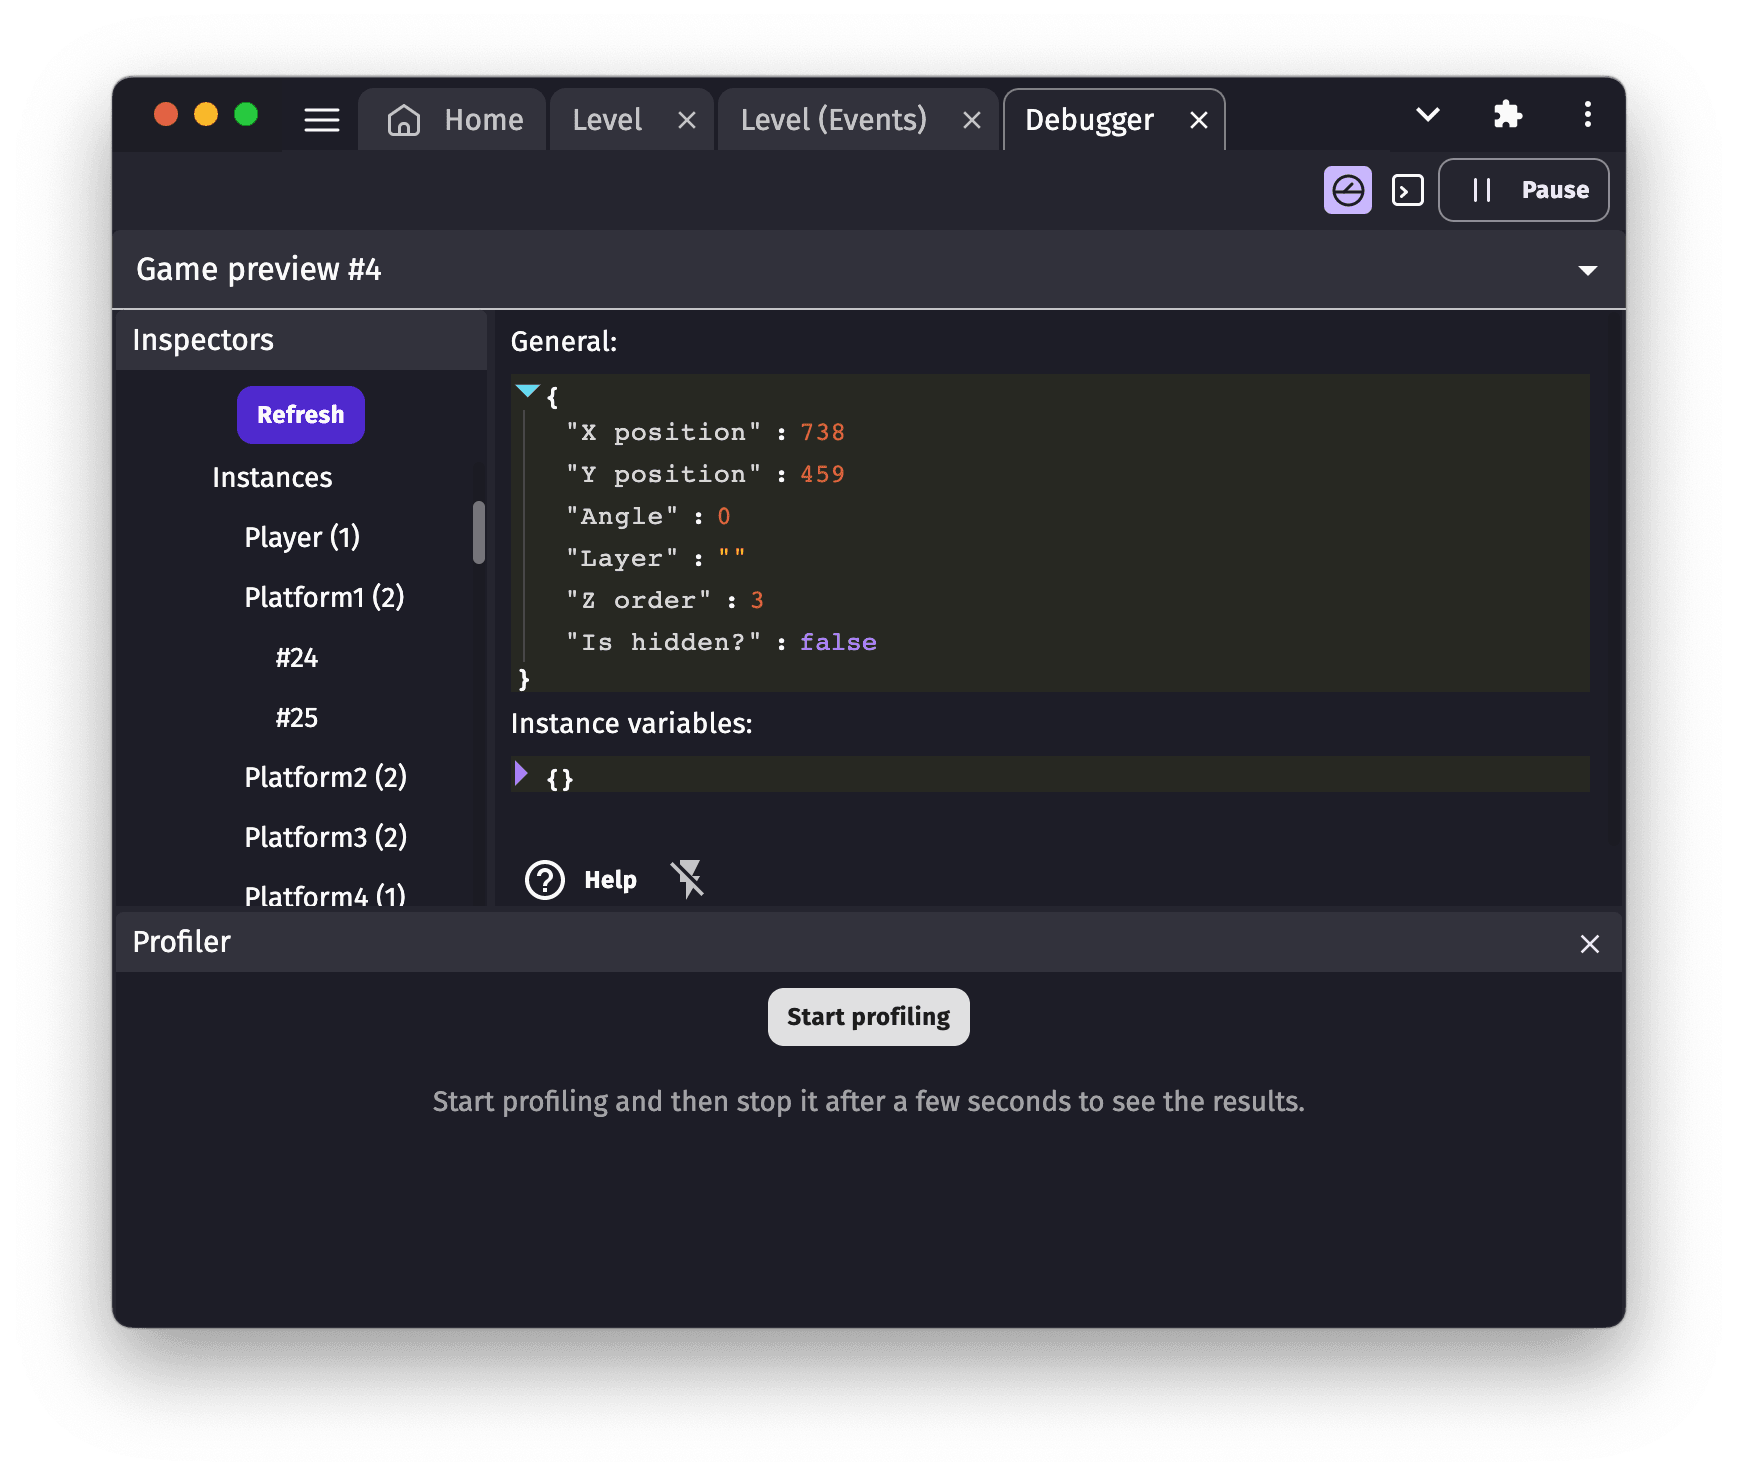 Home Level Level (Events) Debugger
Pause
Game preview #4
Inspectors
Refresh
Instances
Player (1)
Platform1 (2)
#24
#25
Platform2 (2)
Platform3 (2)
Platform4 (1)
General:
{
"X position" : 738
"Y position" : 459
"Angle" : 0
"Layer" : ""
"Z order" : 3
"Is hidden?" : false
}
Instance variables:
{}
Help
Profiler
Start profiling
Start profiling and then stop it after a few seconds to see the results.